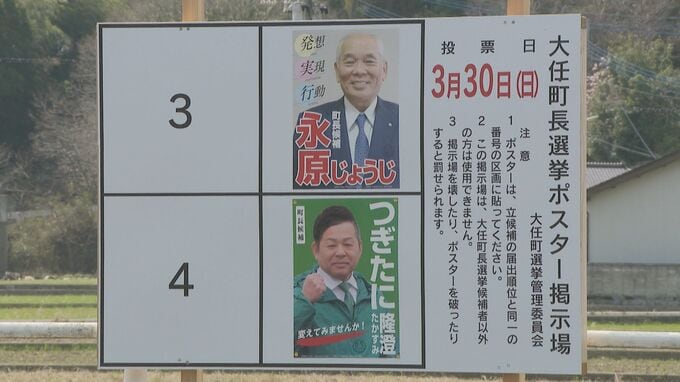 大任町長選挙ポスター掲示場
大任町選挙管理委員会
投票日
3月30日(日)
注意
1 ポスターは、立候補の届出順位と同一の
番号の区画に貼ってください。
2 この掲示場は、大任町長選挙候補者以外
の方は使用できません。
3 掲示場を壊したり、ポスターを破ったり
すると罰せられます。
3
発想
実現
行動
町長候補
永原じょうじ
4
町長候補
つぎたに隆澄
たかすみ
変えてみませんか!